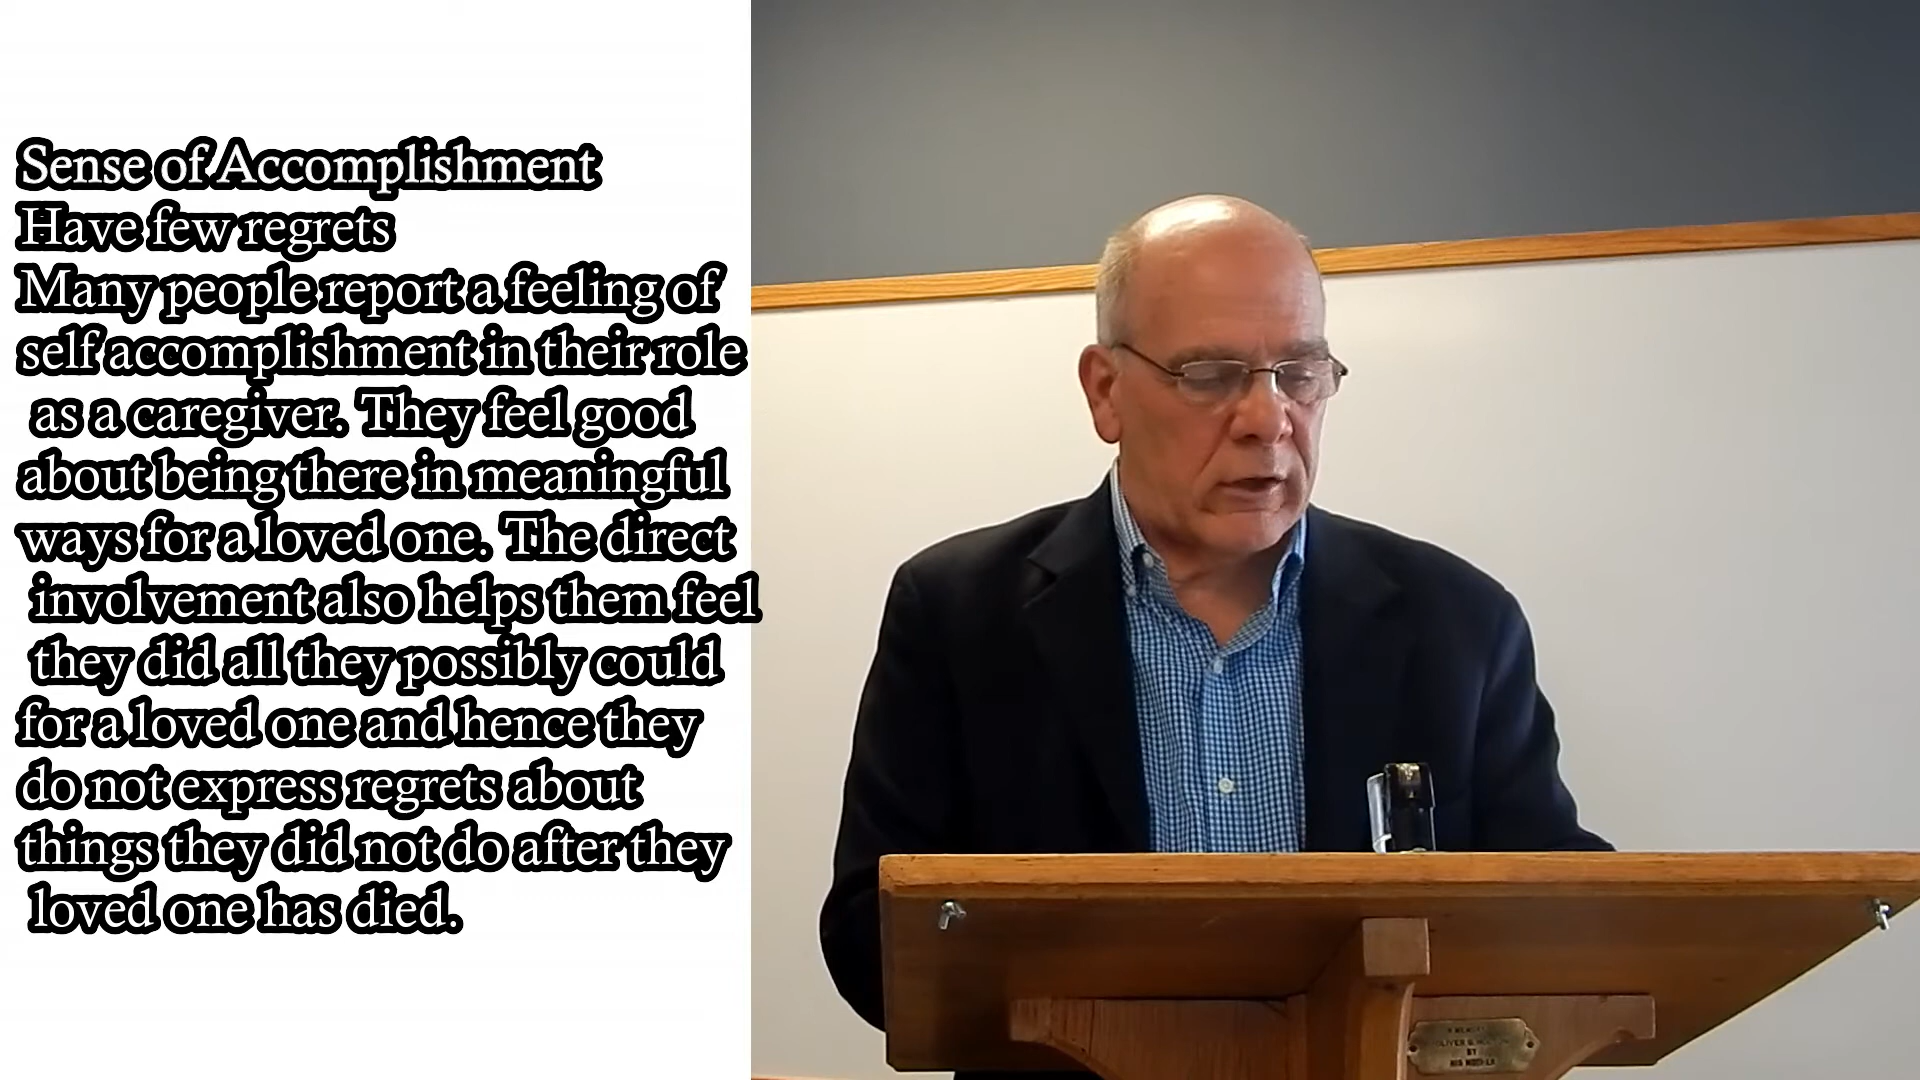 Sense of Accomplishment
Have few regrets
Many people report a feeling of
self accomplishment in their role
as a caregiver. They feel good
about being there in meaningful
ways for a loved one. The direct
involvement also helps them feel
they did all they possibly could
for a loved one and hence they
do not express regrets about
things they did not do after they
loved one has died.
OLIVER
BY